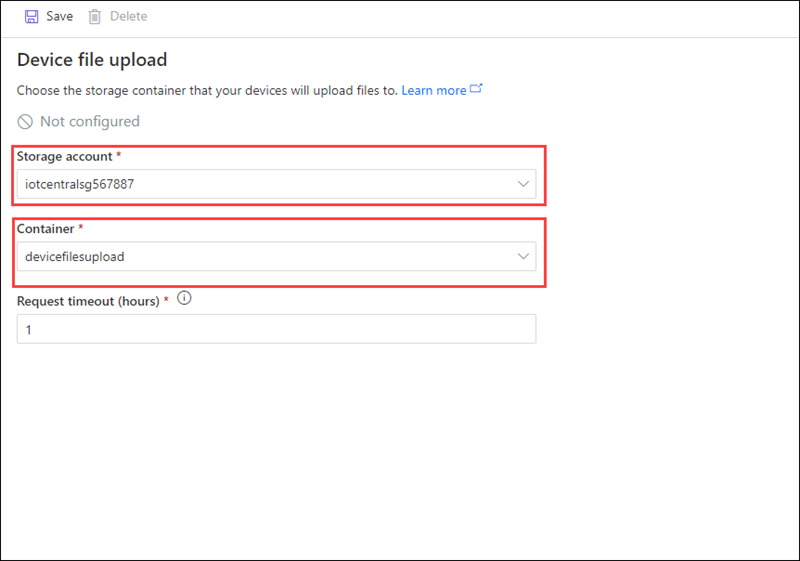 Save Delete
Device file upload
Choose the storage container that your devices will upload files to. Learn more
Not configured
Storage account *
iotcentralsg567887
Container *
devicefilesupload
Request timeout (hours) *
1